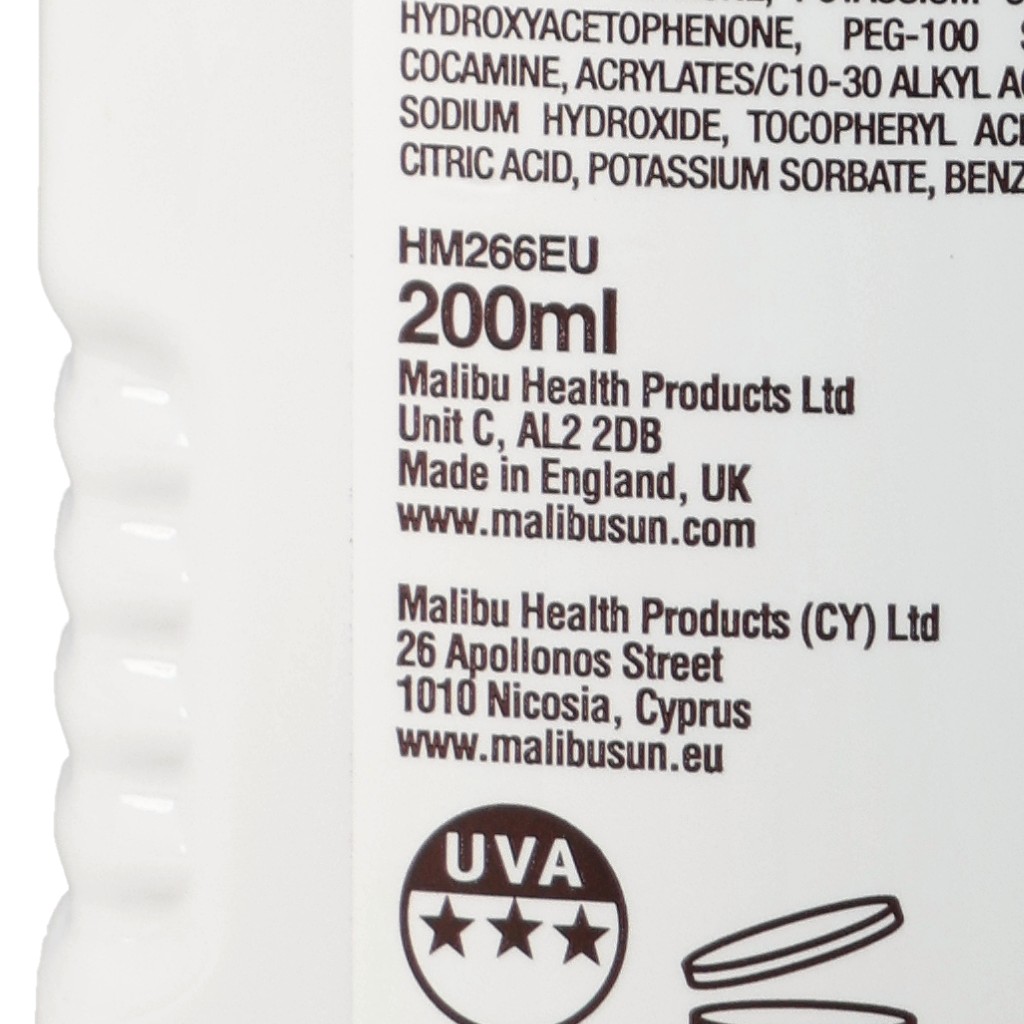 HYDROXYACETOPHENONE, PEG-100
COCAMINE, ACRYLATES/C10-30 ALKYL
SODIUM HYDROXIDE, TOCOPHERYL
CITRIC ACID, POTASSIUM SORBATE,
HM266EU
200ml
Malibu Health Products Ltd
Unit C, AL2 2DB
Made in England, UK
www.malibusun.com
Malibu Health Products (CY) Ltd
26 Apollonos Street
1010 Nicosia, Cyprus
www.malibusun.eu
UVA